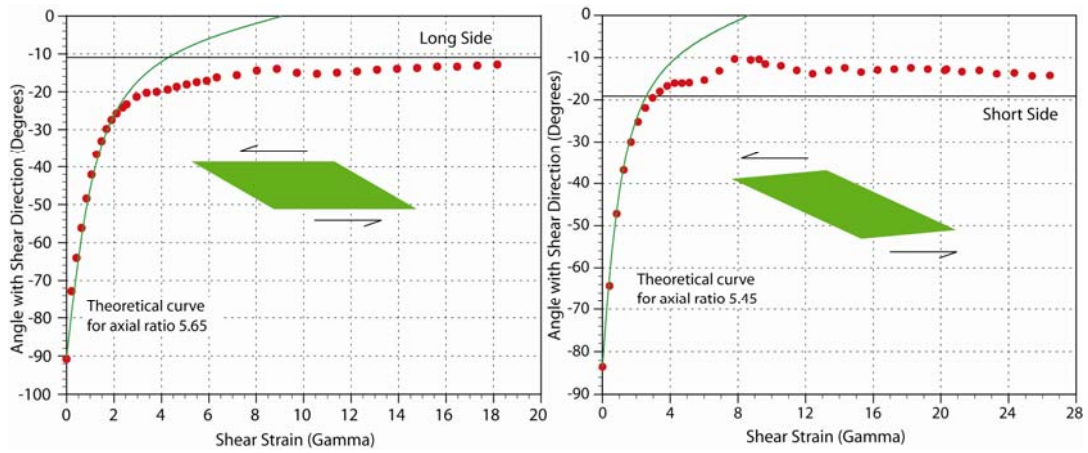 Angle with Shear Direction (Degrees)
0
-10
-20
-30
-40
-50
-60
-70
-80
-90
-100
Long Side
Theoretical curve
for axial ratio 5.65
0 2 4 6 8 10 12 14 16 18 20
Shear Strain (Gamma)
Angle with Shear Direction (Degrees)
0
-10
-20
-30
-40
-50
-60
-70
-80
-90
Short Side
Theoretical curve
for axial ratio 5.45
0 4 8 12 16 20 24 28
Shear Strain (Gamma)